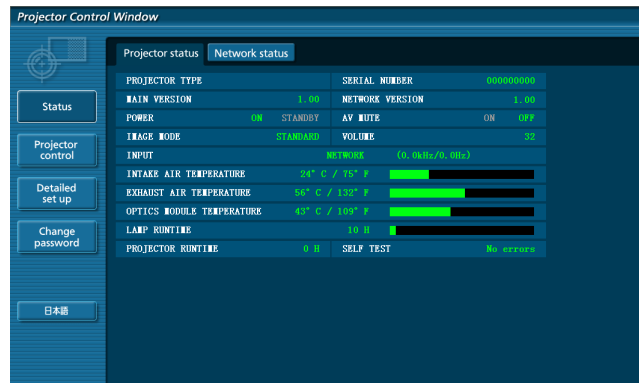 Projector Control Window
Projector status Network status
Status
Projector
control
Detailed
set up
Change
password
日本語
PROJECTOR TYPE SERIAL NUMBER 000000000
MAIN VERSION 1.00 NETWORK VERSION 1.00
POWER ON STANDBY AV MUTE ON OFF
IMAGE MODE STANDARD VOLUME 32
INPUT NETWORK (0.0kHz/0.0Hz)
INTAKE AIR TEMPERATURE 24° C / 75° F
EXHAUST AIR TEMPERATURE 56° C / 132° F
OPTICS MODULE TEMPERATURE 43° C / 109° F
LAMP RUNTIME 10 H
PROJECTOR RUNTIME 0 H SELF TEST No errors